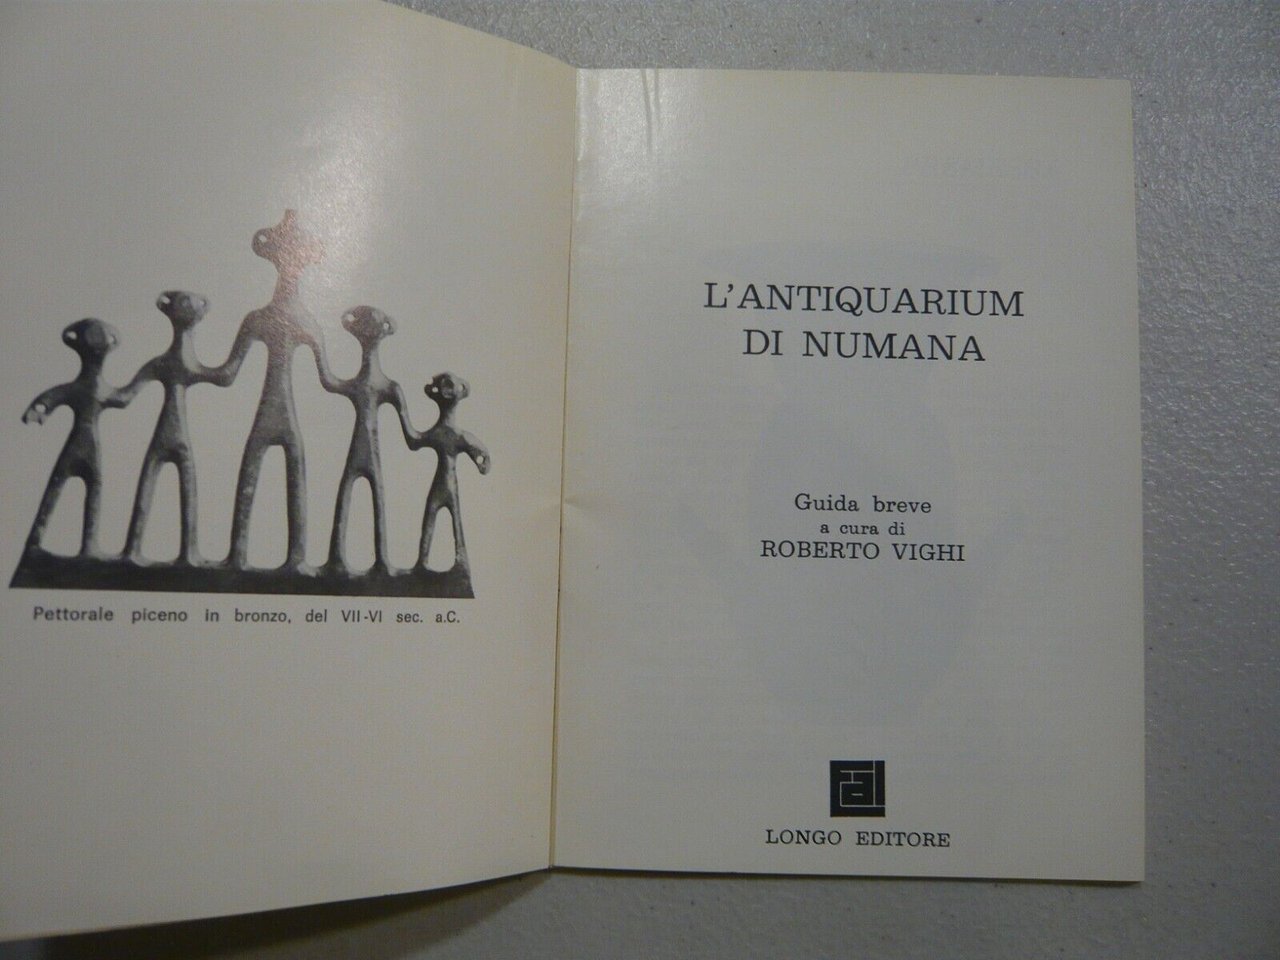 Pettorale piceno in bronzo, del VII-VI sec. a.C.
L'ANTIQUARIUM
DI NUMANA
Guida breve
a cura di
ROBERTO VIGHI
LONGO EDITORE